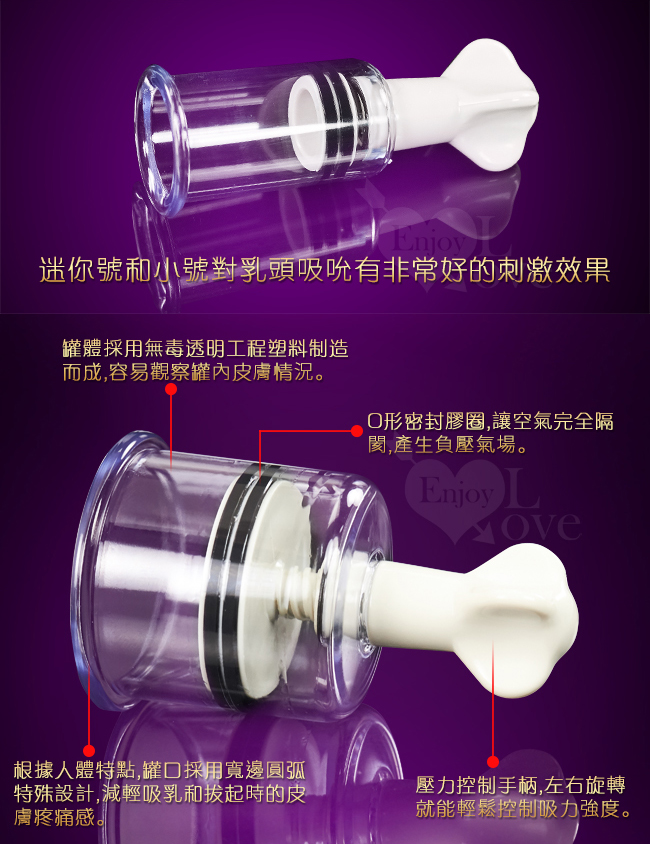 Enjoy Love
迷你號和小號對乳頭吸吮有非常好的刺激效果
罐體採用無毒透明工程塑料制造
而成,容易觀察罐內皮膚情況。
O形密封膠圈,讓空氣完全隔
閡,產生負壓氣場。
Enjoy Love
根據人體特點,罐口採用寬邊圓弧
特殊設計,減輕吸乳和拔起時的皮
膚疼痛感。
壓力控制手柄,左右旋轉
就能輕鬆控制吸力強度。